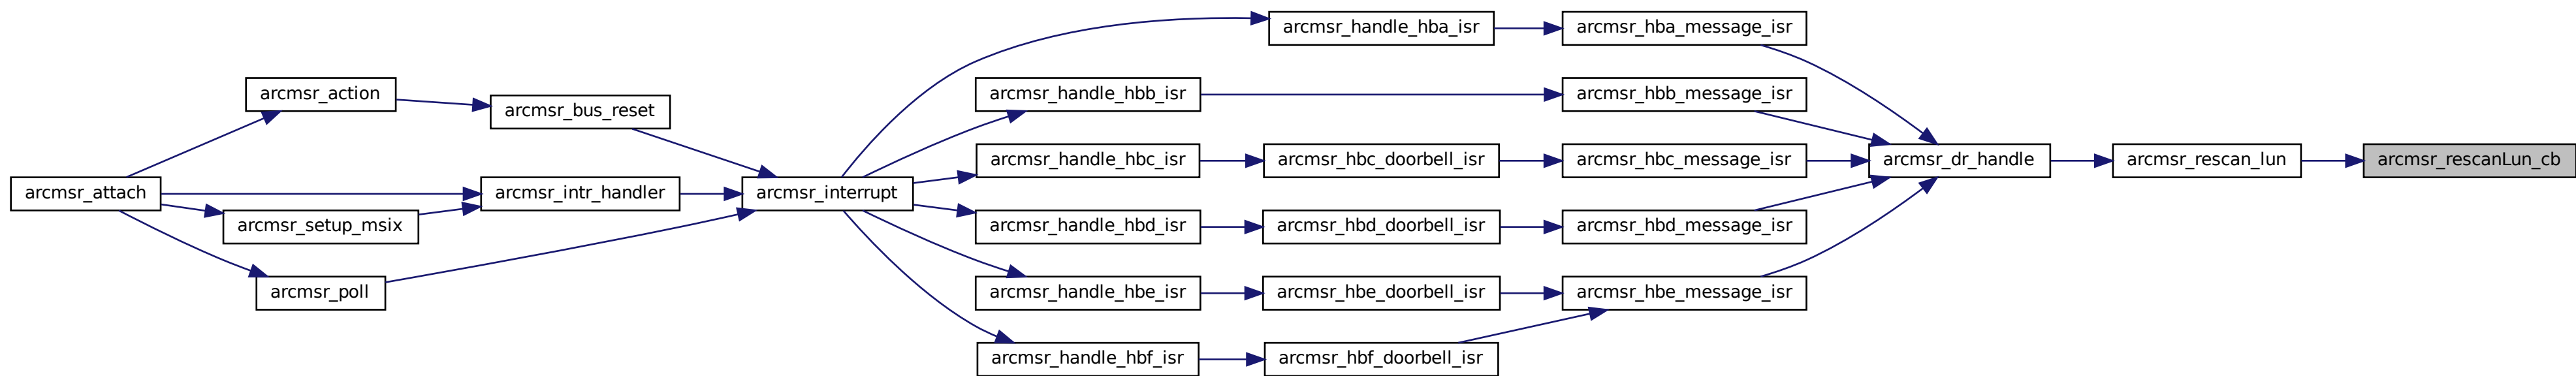 arcmsr_handle_hba_isr
arcmsr_hba_message_isr
arcmsr_action
arcmsr_handle_hbb_isr
arcmsr_hbb_message_isr
arcmsr_bus_reset
arcmsr_handle_hbc_isr
arcmsr_hbc_doorbell_isr
arcmsr_hbc_message_isr
arcmsr_dr_handle
arcmsr_rescan_lun
arcmsr_rescanLun_cb
arcmsr_attach
arcmsr_intr_handler
arcmsr_interrupt
arcmsr_setup_msix
arcmsr_handle_hbd_isr
arcmsr_hbd_doorbell_isr
arcmsr_hbd_message_isr
arcmsr_poll
arcmsr_handle_hbe_isr
arcmsr_hbe_doorbell_isr
arcmsr_hbe_message_isr
arcmsr_handle_hbf_isr
arcmsr_hbf_doorbell_isr